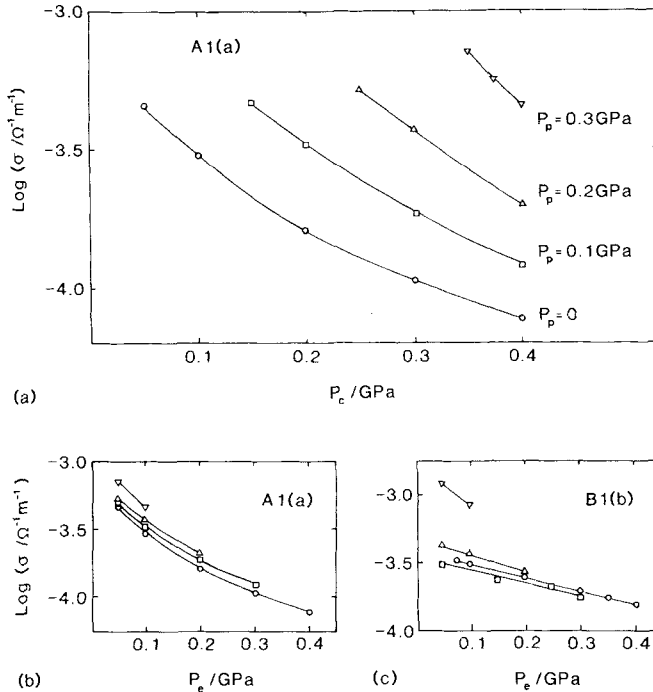 -3.0
A1(a)
Pp=0.3GPa
-3.5
Log (σ /Ω⁻¹m⁻¹)
Pp=0.2GPa
Pp=0.1GPa
-4.0
Pp=0
0.1 0.2 0.3 0.4
(a) Pc /GPa
-3.0
A1(a)
-3.5
Log (σ /Ω⁻¹m⁻¹)
-4.0
0.1 0.2 0.3 0.4
(b) Pe /GPa
B1(b)
-3.0
-3.5
-4.0
0.1 0.2 0.3 0.4
(c) Pe /GPa